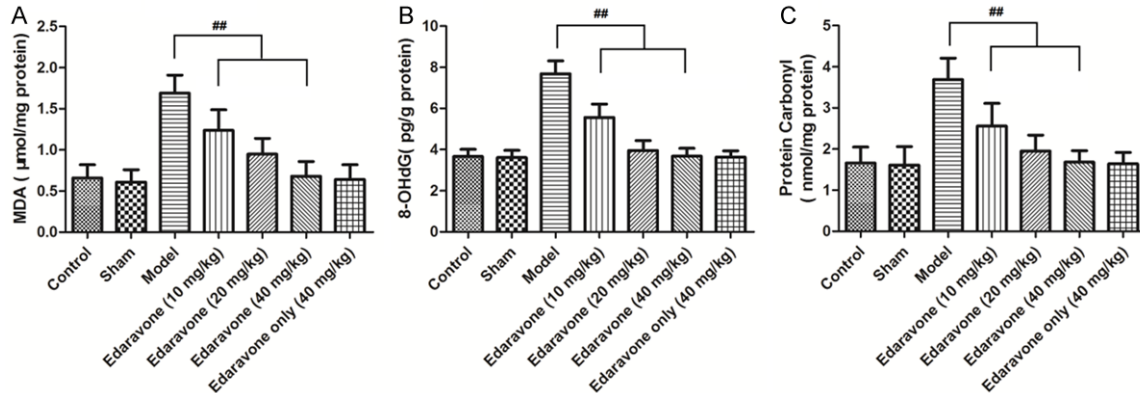 A
MDA ( μmol/mg protein)
2.5
2.0
1.5
1.0
0.5
0.0
##
Control
Sham
Model
Edaravone (10 mg/kg)
Edaravone (20 mg/kg)
Edaravone (40 mg/kg)
Edaravone only (40 mg/kg)
B
8-OHdG( pg/g protein)
10
8
6
4
2
0
##
Control
Sham
Model
Edaravone (10 mg/kg)
Edaravone (20 mg/kg)
Edaravone (40 mg/kg)
Edaravone only (40 mg/kg)
C
Protein Carbonyl
( nmol/mg protein)
5
4
3
2
1
0
##
Control
Sham
Model
Edaravone (10 mg/kg)
Edaravone (20 mg/kg)
Edaravone (40 mg/kg)
Edaravone only (40 mg/kg)